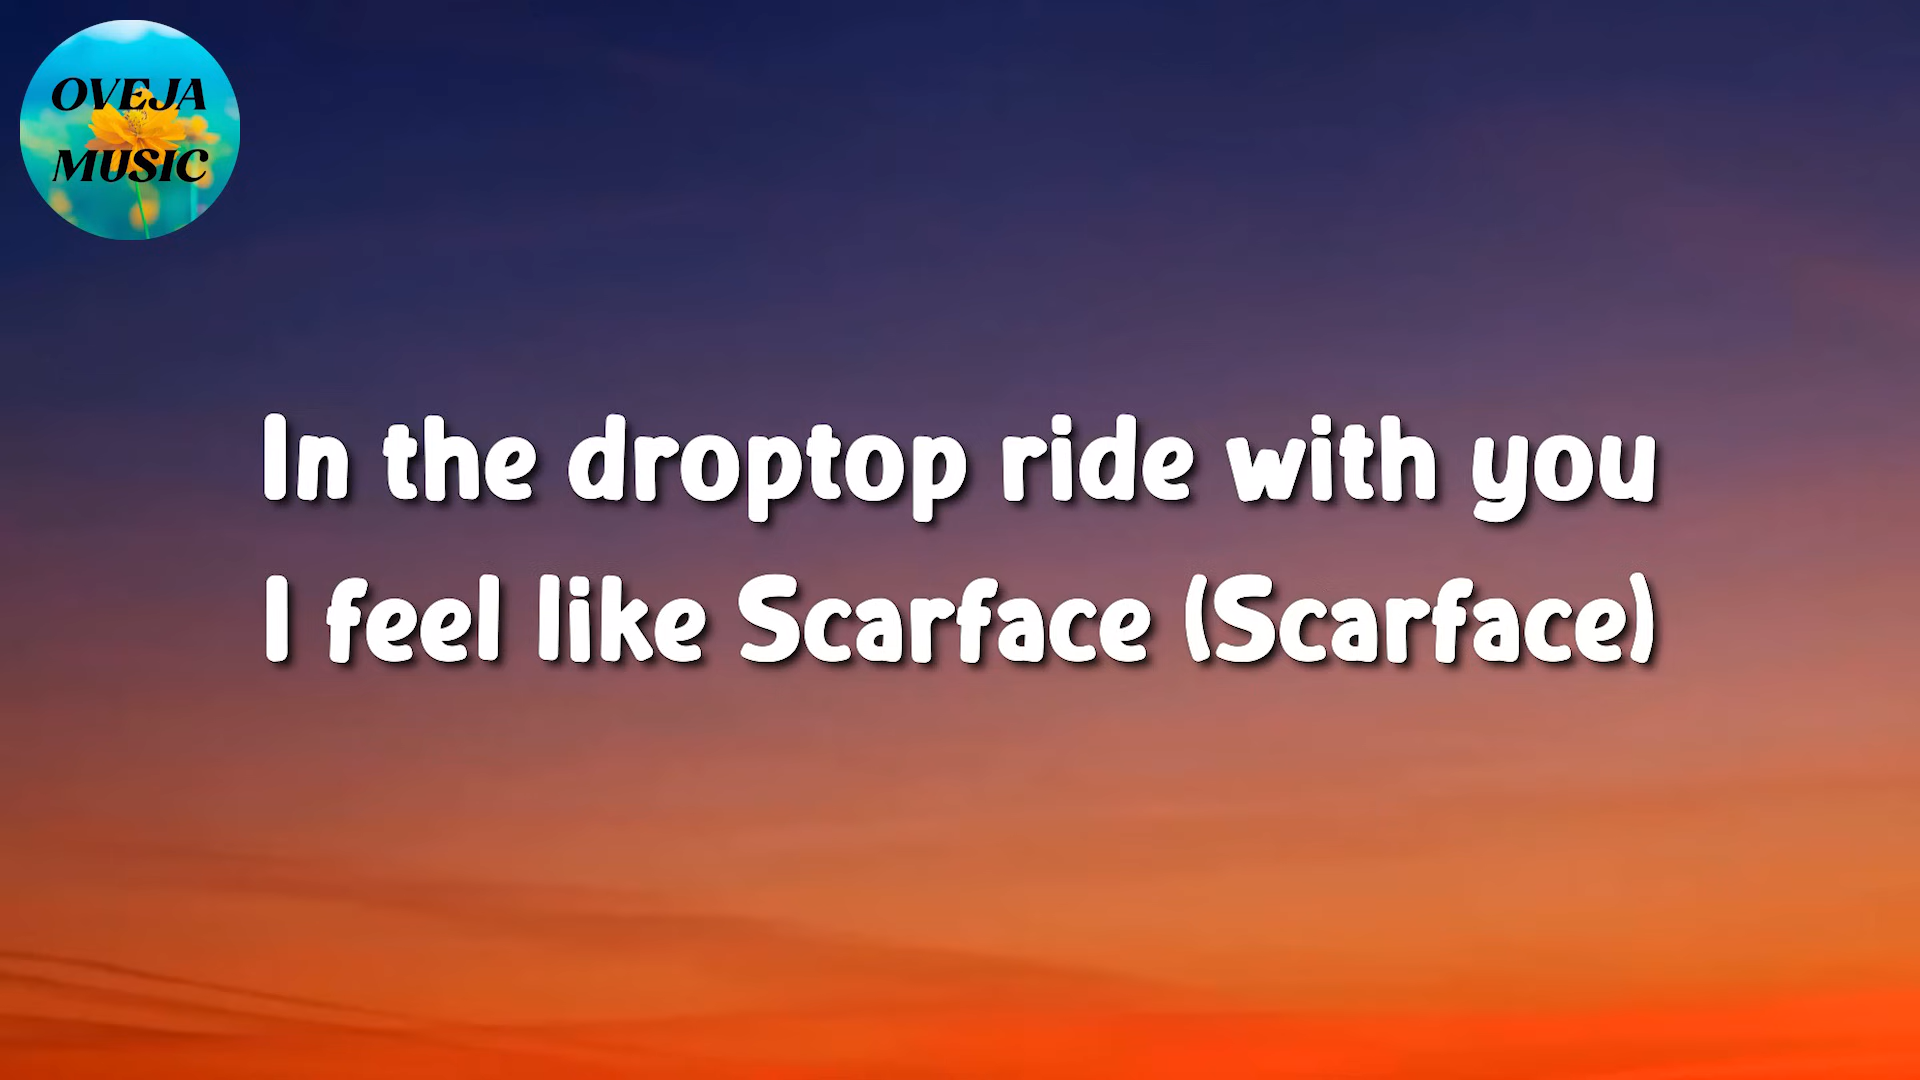 OVEJA
MUSIC
In the droptop ride with you
I feel like Scarface (Scarface)